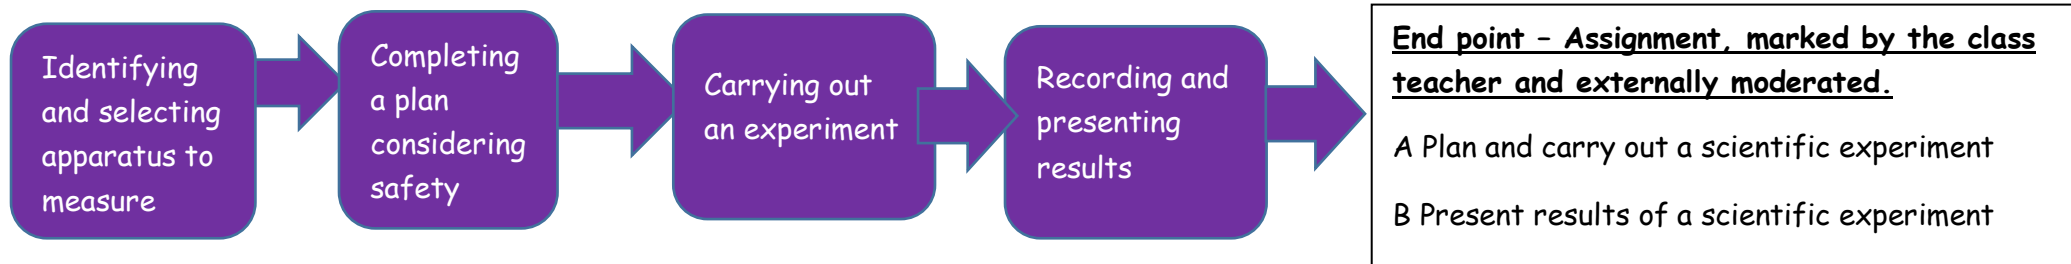 Identifying
and selecting
apparatus to
measure
Completing
a plan
considering
safety
Carrying out
an experiment
Recording and
presenting
results
End point – Assignment, marked by the class
teacher and externally moderated.
A Plan and carry out a scientific experiment
B Present results of a scientific experiment